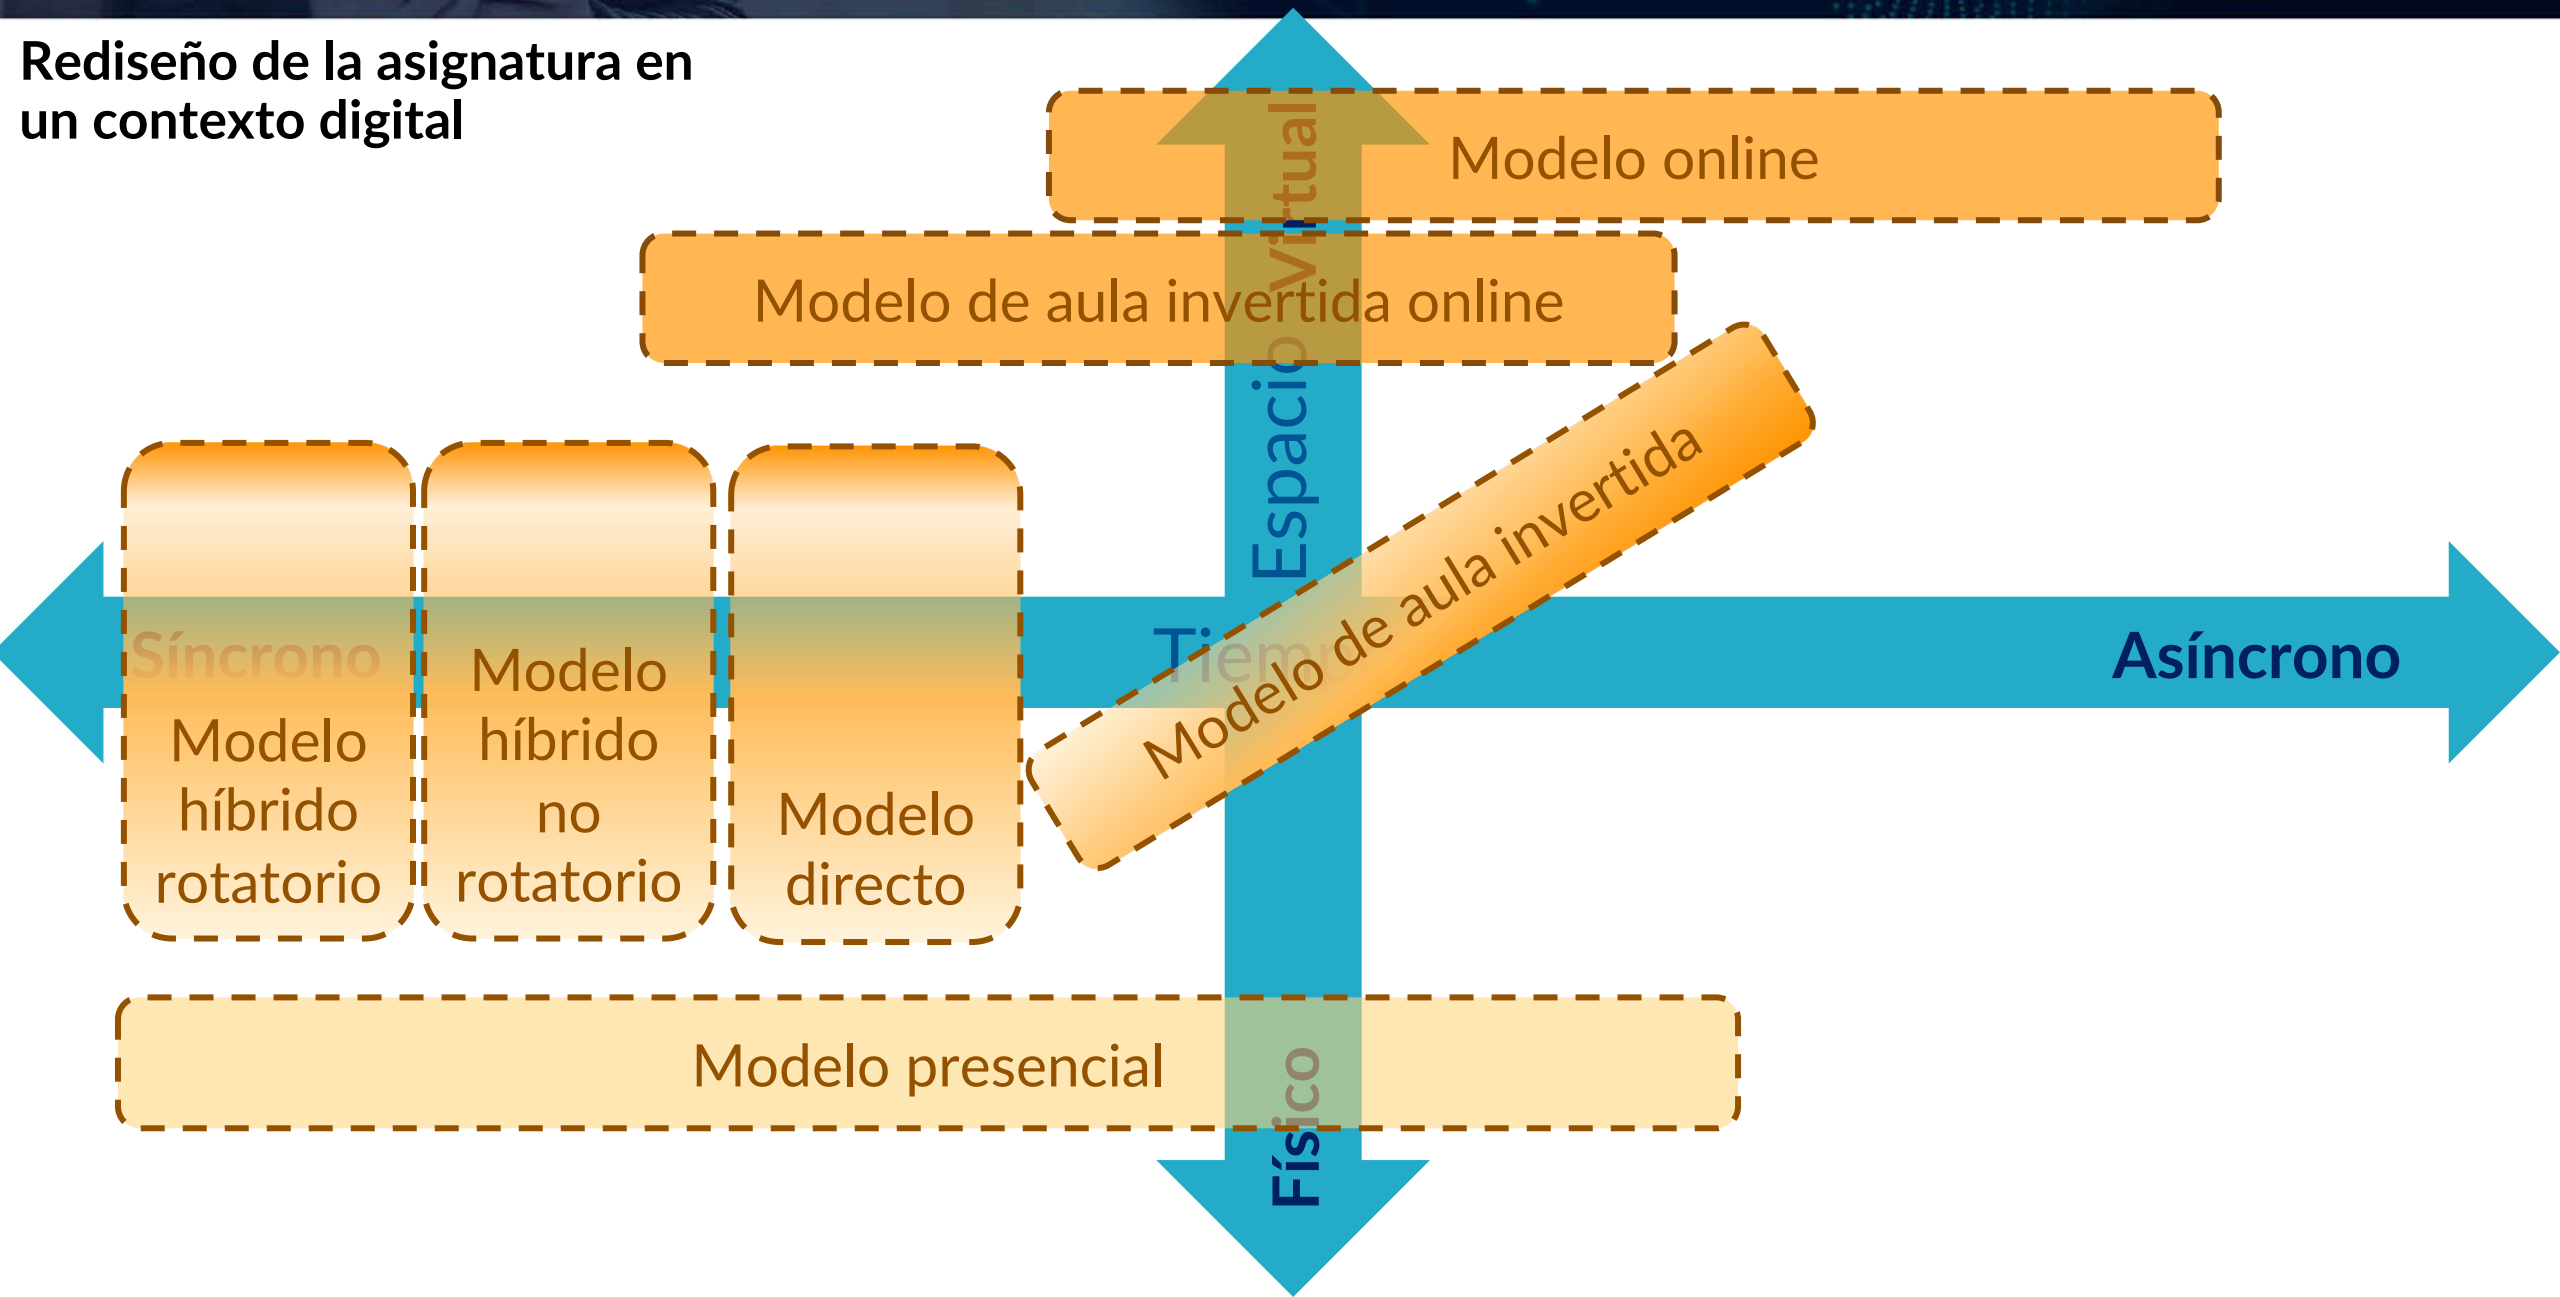 Rediseño de la asignatura en
un contexto digital
Virtual
Modelo online
Modelo de aula invertida online
Espacio
Modelo de aula invertida
Síncrono
Asíncrono
Modelo
híbrido
rotatorio
Modelo
híbrido
no
rotatorio
Modelo
directo
Modelo presencial
Físico